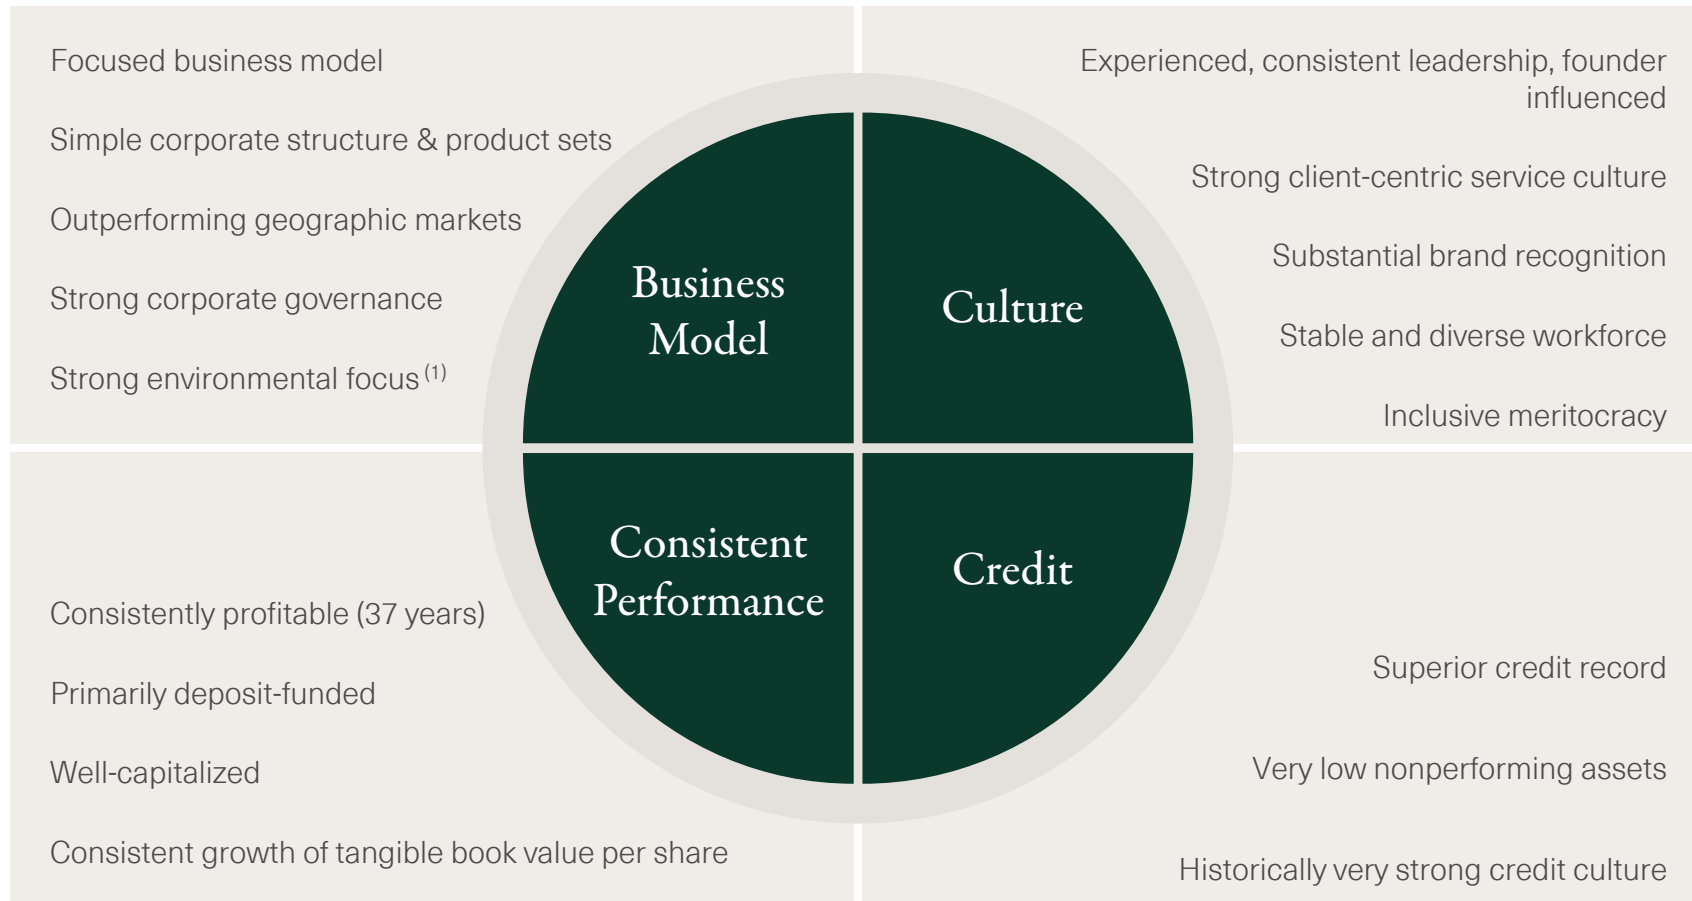 Focused business model
Simple corporate structure & product sets
Outperforming geographic markets
Strong corporate governance
Strong environmental focus (1)
Business
Model
Experienced, consistent leadership, founder
influenced
Strong client-centric service culture
Substantial brand recognition
Stable and diverse workforce
Inclusive meritocracy
Culture
Consistent
Performance
Consistently profitable (37 years)
Primarily deposit-funded
Well-capitalized
Consistent growth of tangible book value per share
Credit
Superior credit record
Very low nonperforming assets
Historically very strong credit culture